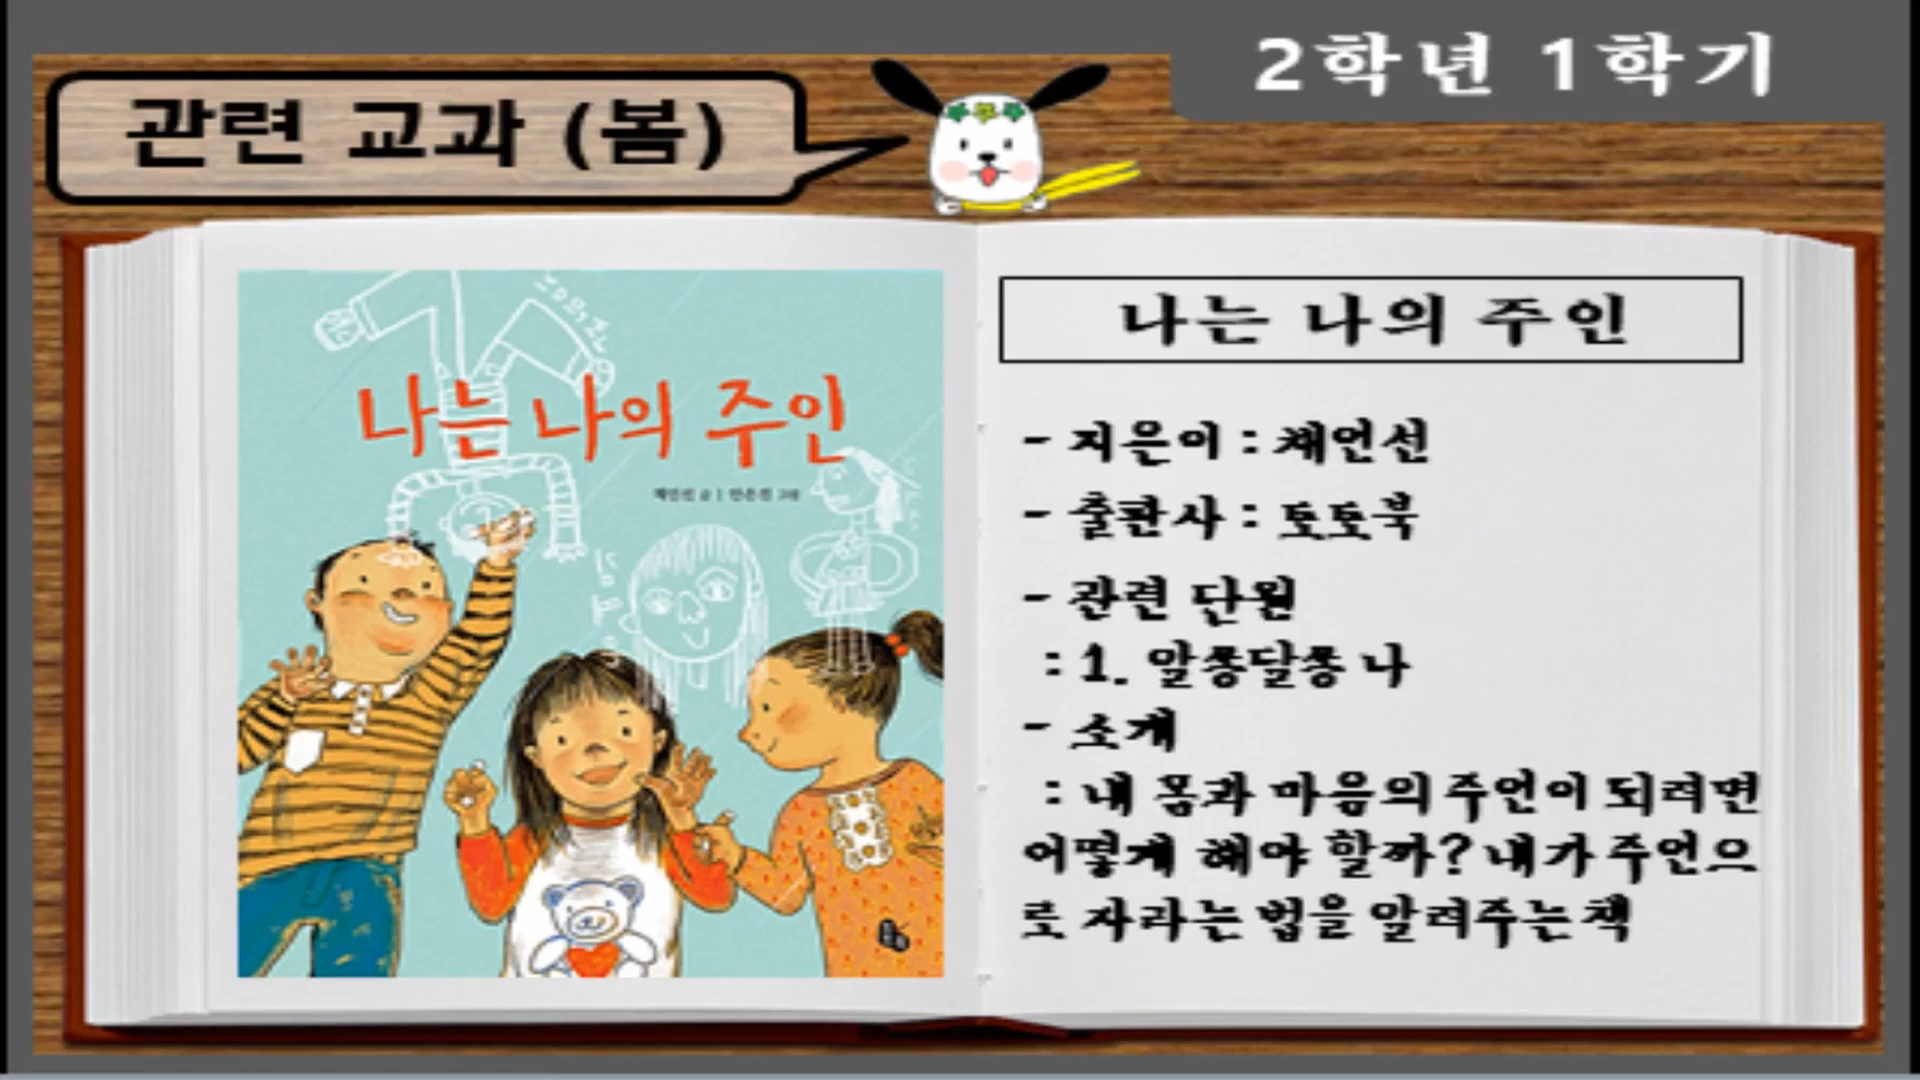 2학년 1학기
관련 교과 (봄)
나는 나의 주인
나는 나의 주인
- 지은이 : 채인선
- 출판사 : 토토북
- 관련 단원
: 1. 알쏭달쏭 나
- 소개
: 내 몸과 마음의 주인이 되려면
어떻게 해야 할까? 내가 주인으
로 자라는 법을 알려주는 책